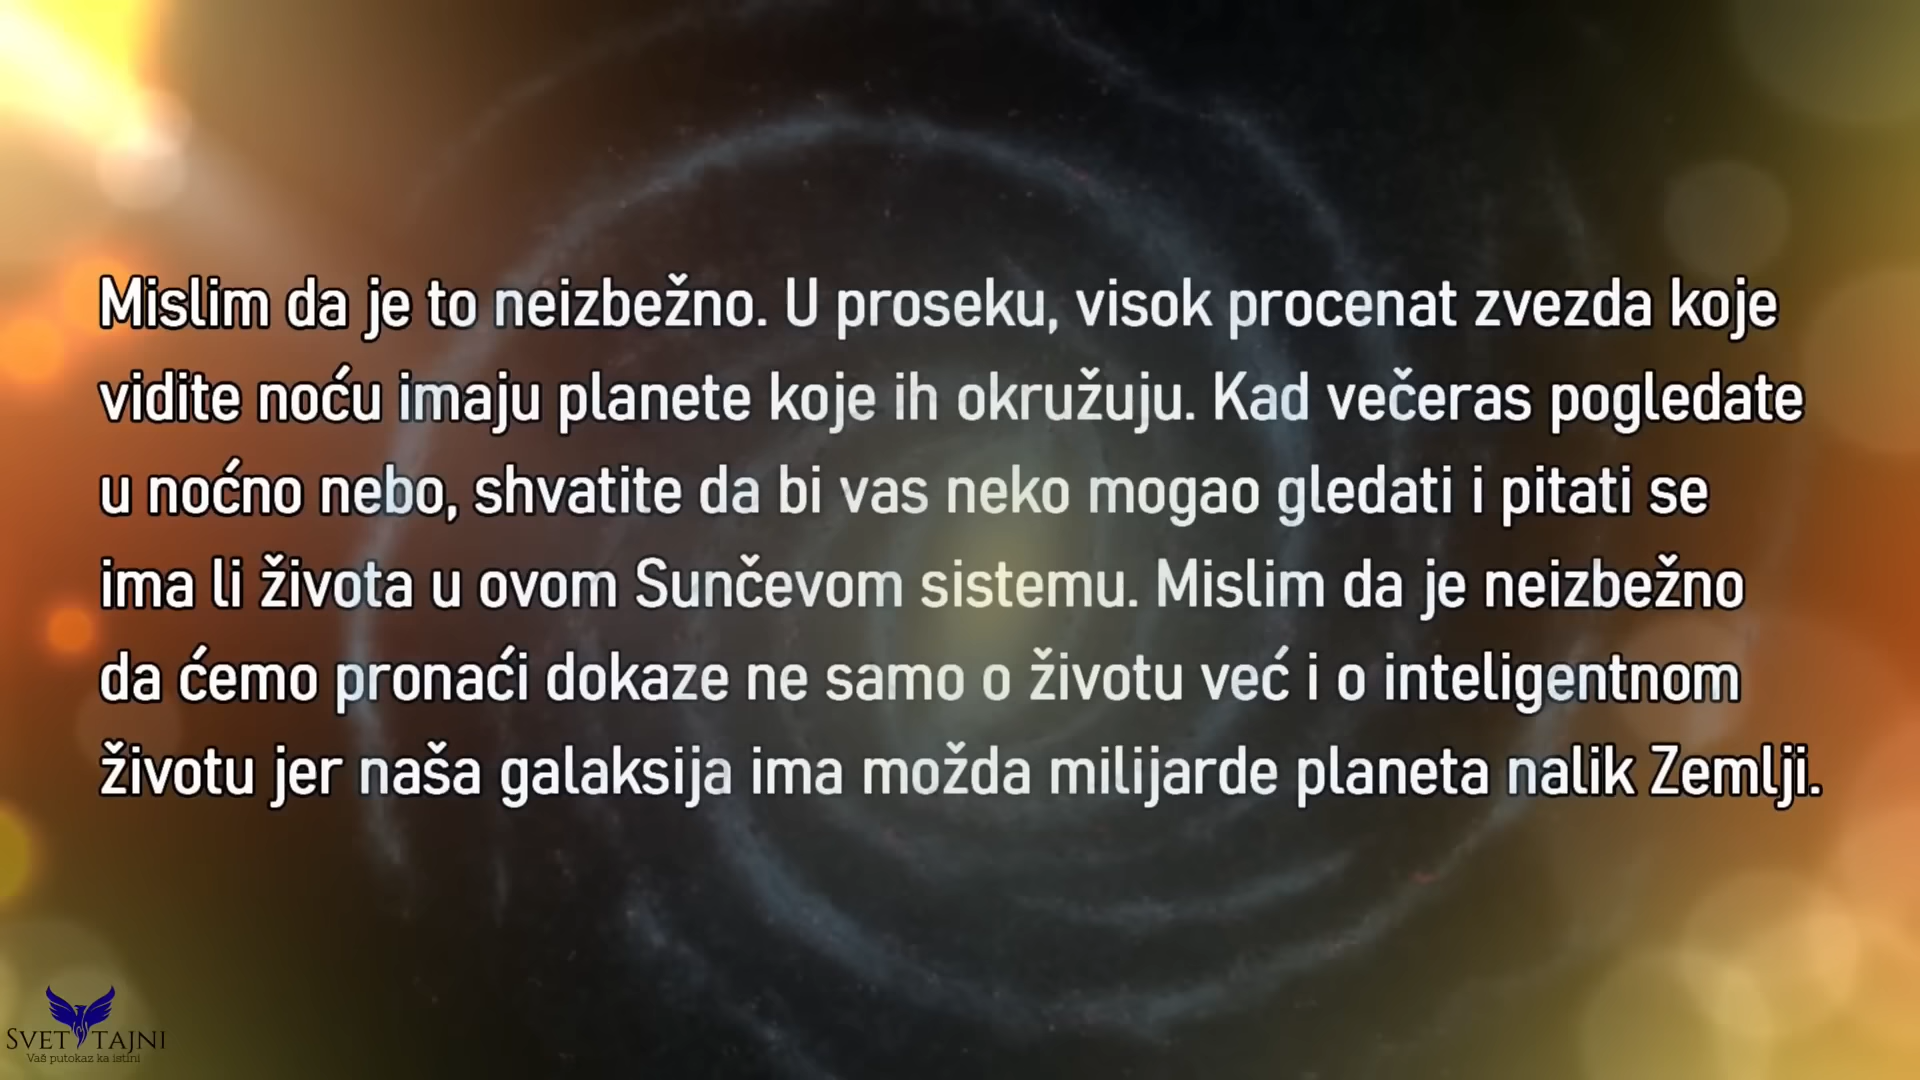 Mislim da je to neizbežno. U proseku, visok procenat zvezda koje
vidite noću imaju planete koje ih okružuju. Kad večeras pogledate
u noćno nebo, shvatite da bi vas neko mogao gledati i pitati se
ima li života u ovom Sunčevom sistemu. Mislim da je neizbežno
da ćemo pronaći dokaze ne samo o životu već i o inteligentnom
životu jer naša galaksija ima možda milijarde planeta nalik Zemlji.
SVET TAJNI
Vaš putokaz ka istini